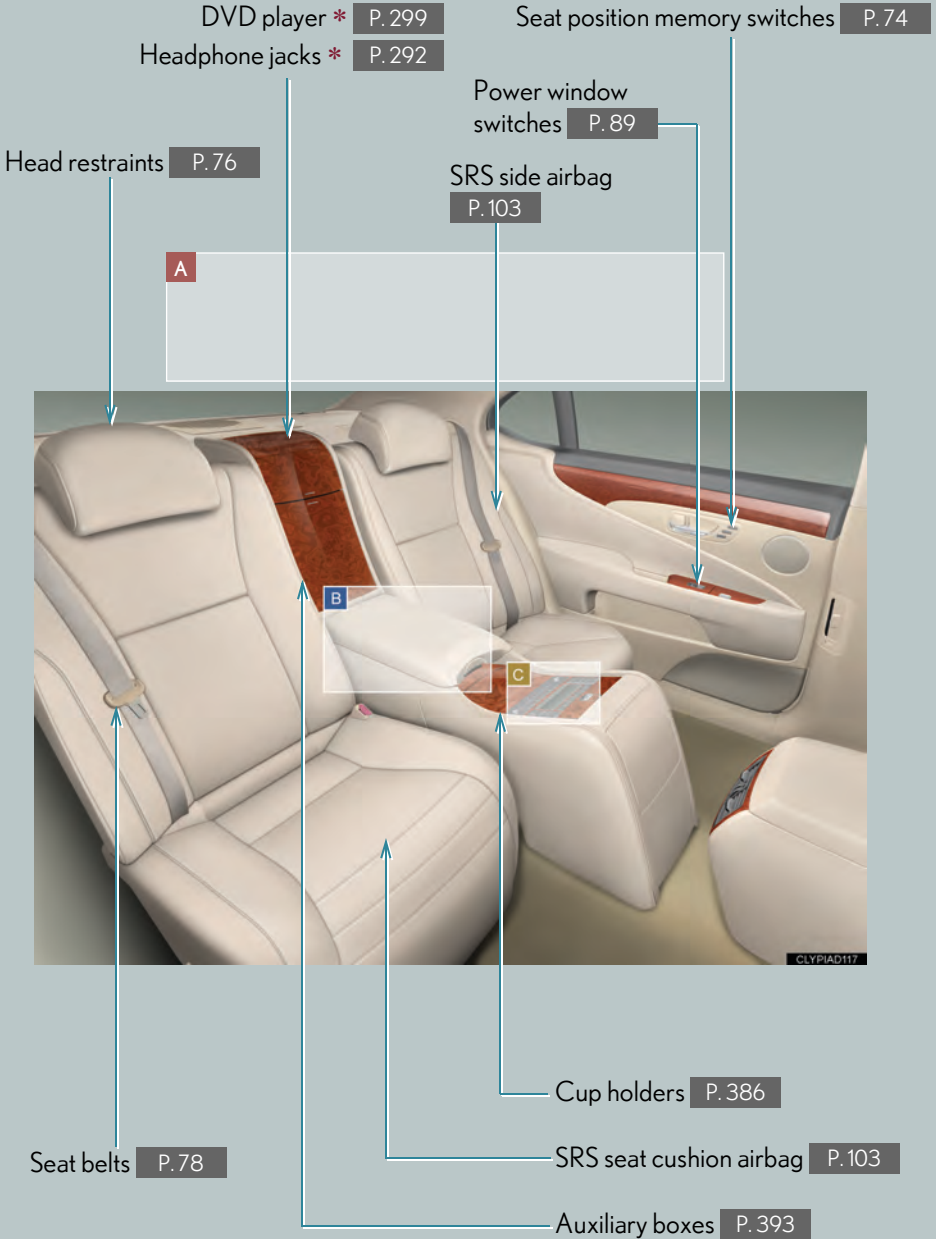 DVD player * P. 299
Headphone jacks * P. 292
Seat position memory switches P. 74
Power window
switches P. 89
Head restraints P. 76
SRS side airbag
P. 103
A
B
C
CLYPIAD117
Cup holders P. 386
Seat belts P. 78
SRS seat cushion airbag P. 103
Auxiliary boxes P. 393